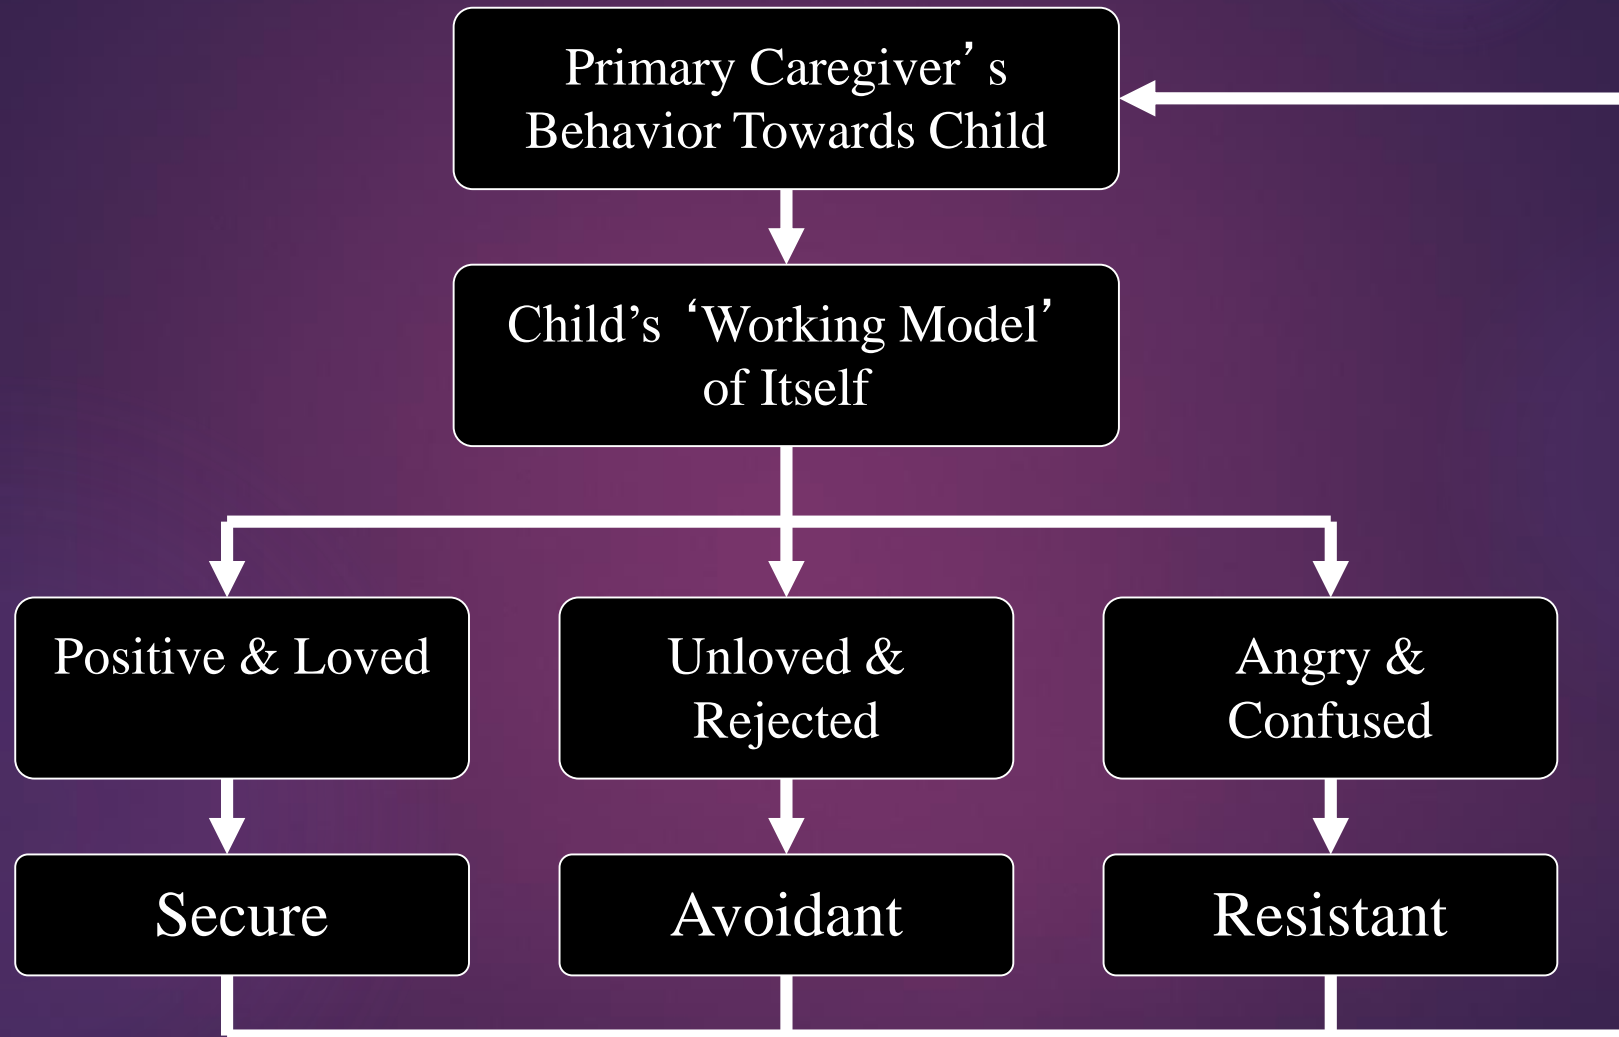 Primary Caregiver’s
Behavior Towards Child
Child’s ‘Working Model’
of Itself
Positive & Loved
Unloved &
Rejected
Angry &
Confused
Secure
Avoidant
Resistant